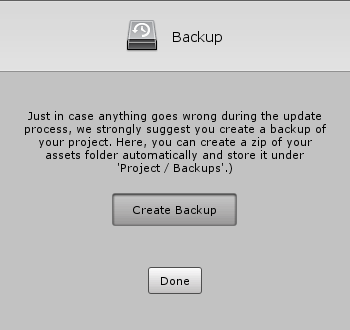 Backup
Just in case anything goes wrong during the update
process, we strongly suggest you create a backup of
your project. Here, you can create a zip of your
assets folder automatically and store it under
'Project / Backups'.)
Create Backup
Done